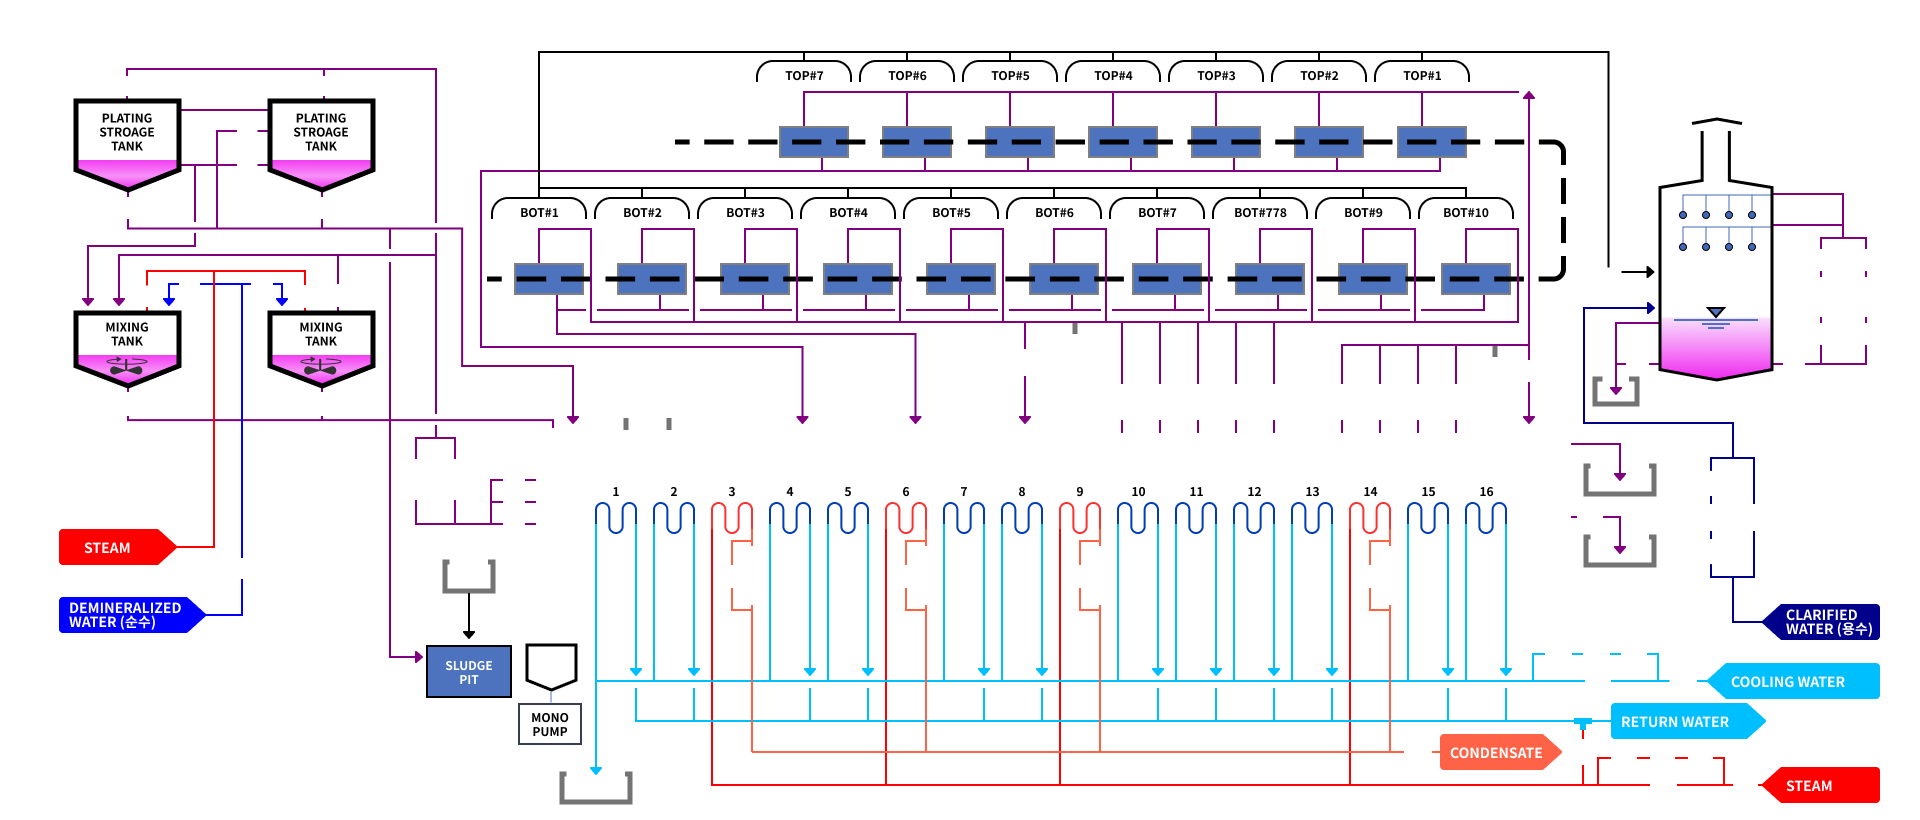 TOP#7
TOP#6
TOP#5
TOP#4
TOP#3
TOP#2
TOP#1
PLATING
STROAGE
TANK
PLATING
STROAGE
TANK
BOT#1
BOT#2
BOT#3
BOT#4
BOT#5
BOT#6
BOT#7
BOT#778
BOT#9
BOT#10
MIXING
TANK
MIXING
TANK
1
2
3
4
5
6
7
8
9
10
11
12
13
14
15
16
STEAM
DEMINERALIZED
WATER (순수)
CLARIFIED
WATER (용수)
SLUDGE
PIT
MONO
PUMP
COOLING WATER
RETURN WATER
CONDENSATE
STEAM